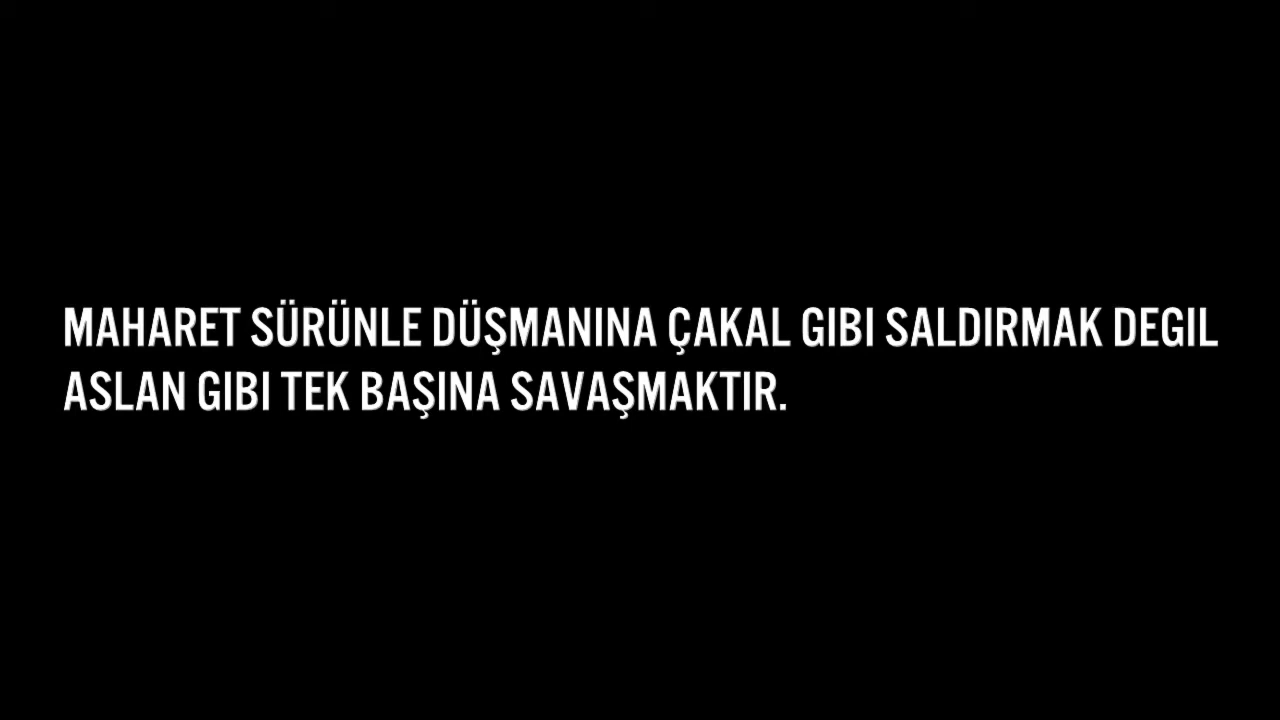 MAHARET SÜRÜNLE DÜŞMANINA ÇAKAL GIBI SALDIRMAK DEGIL
ASLAN GIBI TEK BAŞINA SAVAŞMAKTIR.